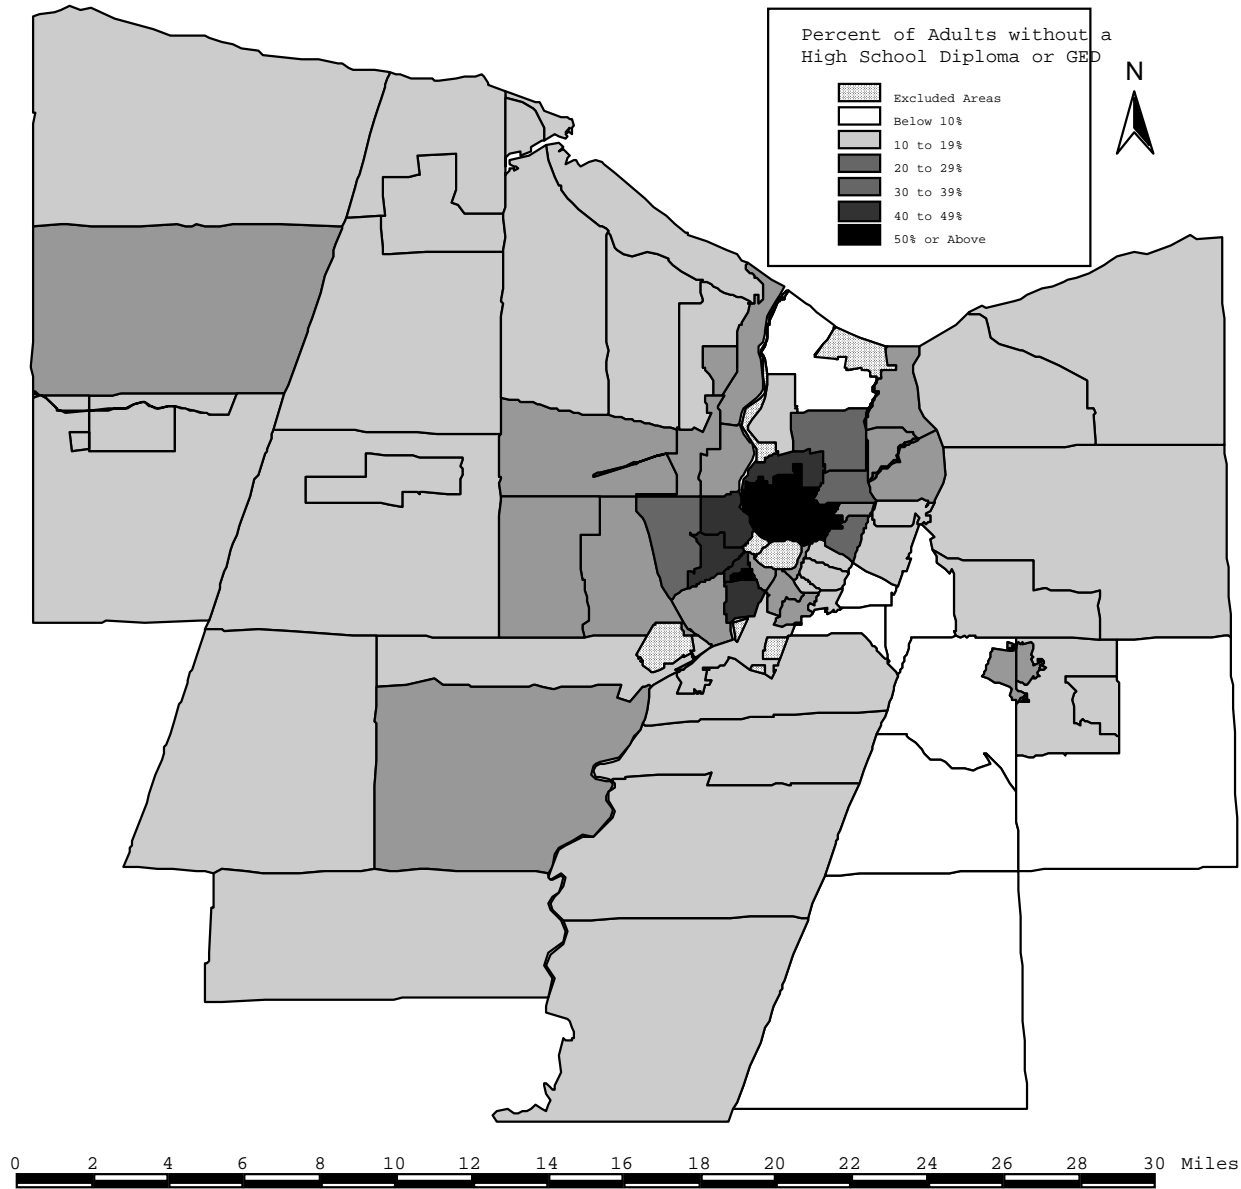 Percent of Adults without a
High School Diploma or GED
N
Excluded Areas
Below 10%
10 to 19%
20 to 29%
30 to 39%
40 to 49%
50% or Above
0 2 4 6 8 10 12 14 16 18 20 22 24 26 28 30 Miles